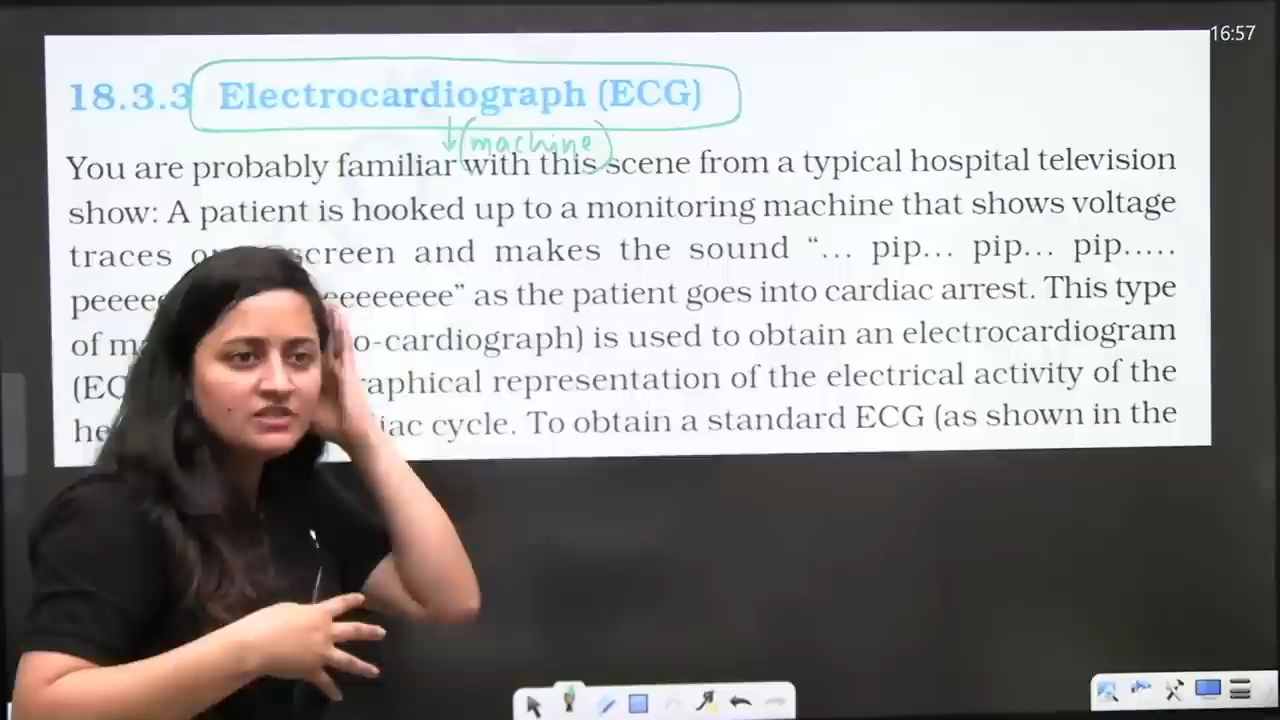 16:57
18.3.3 Electrocardiograph (ECG)
(machine)
You are probably familiar with this scene from a typical hospital television
show: A patient is hooked up to a monitoring machine that shows voltage
traces screen and makes the sound “... pip... pip... pip.....
eeeeeee” as the patient goes into cardiac arrest. This type
of o-cardiograph) is used to obtain an electrocardiogram
raphical representation of the electrical activity of the
iac cycle. To obtain a standard ECG (as shown in the